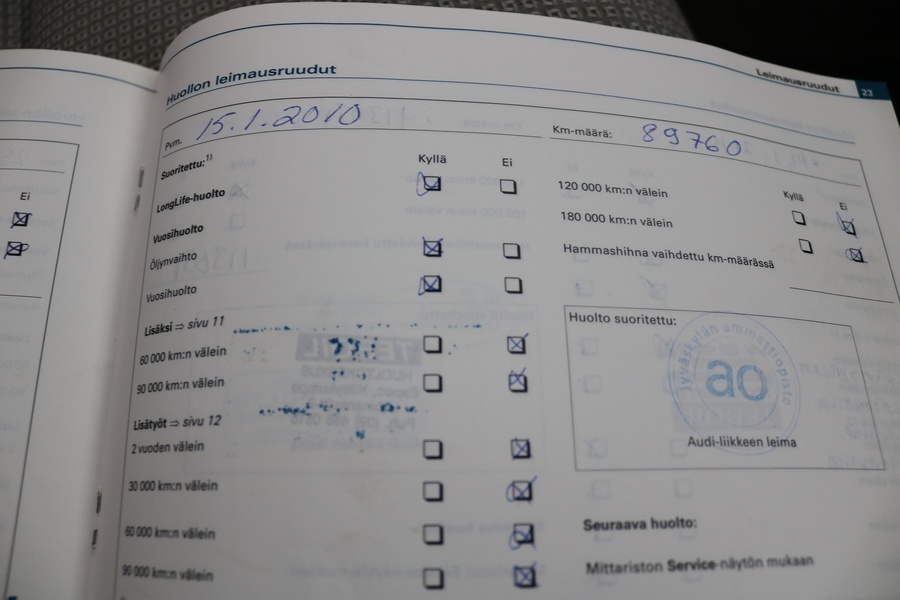 Ei
Leimausruudut 23
Huollon leimausruudut
Pvm. 15.1.2010
Km-määrä: 89760
Suoritettu:1)
Kyllä Ei
LongLife-huolto
Vuosihuolto
Öljynvaihto
Vuosihuolto
Lisäksi ⇒ sivu 11
60 000 km:n välein
90 000 km:n välein
Lisätyöt ⇒ sivu 12
2 vuoden välein
30 000 km:n välein
60 000 km:n välein
90 000 km:n välein
Kyllä Ei
120 000 km:n välein
180 000 km:n välein
Hammashihna vaihdettu km-määrässä
Huolto suoritettu:
Jyväskylän ammattiopisto
ao
Audi-liikkeen leima
Seuraava huolto:
Mittariston Service-näytön mukaan